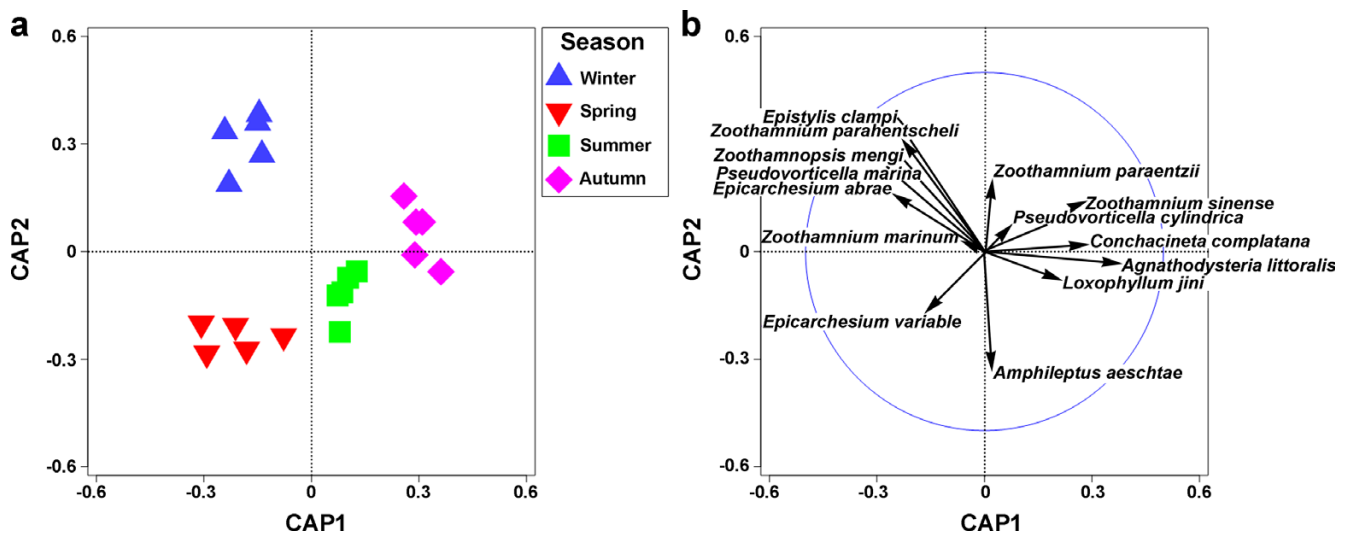 a
0.6
0.3
0
-0.3
-0.6
CAP2
-0.6
-0.3
0
0.3
0.6
CAP1
Season
Winter
Spring
Summer
Autumn
b
0.6
0.3
0
-0.3
-0.6
CAP2
-0.6
-0.3
0
0.3
0.6
CAP1
Epistylis clampi
Zoothamnium parahentscheli
Zoothamnopsis mengi
Pseudovorticella marina
Epicarchesium abrae
Zoothamnium marinum
Epicarchesium variable
Zoothamnium paraentzii
Zoothamnium sinense
Pseudovorticella cylindrica
Conchacineta complatana
Agnathodysteria littoralis
Loxophyllum jini
Amphileptus aeschtae